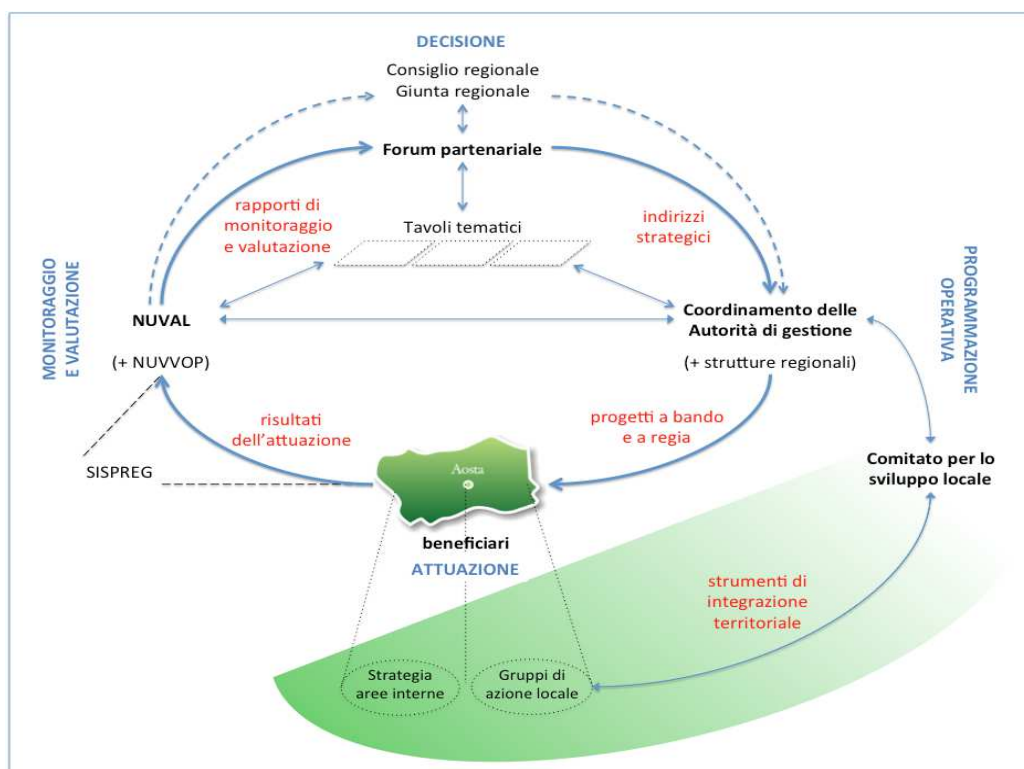 DECISIONE
Consiglio regionale
Giunta regionale
Forum partenariale
rapporti di
monitoraggio
e valutazione
Tavoli tematici
indirizzi
strategici
MONITORAGGIO
E VALUTAZIONE
NUVAL
(+ NUVVOP)
Coordinamento delle
Autorità di gestione
(+ strutture regionali)
PROGRAMMAZIONE
OPERATIVA
risultati
dell'attuazione
progetti a bando
e a regia
SISPREG
Aosta
Comitato per lo
sviluppo locale
beneficiari
ATTUAZIONE
strumenti di
integrazione
territoriale
Strategia
aree interne
Gruppi di
azione locale